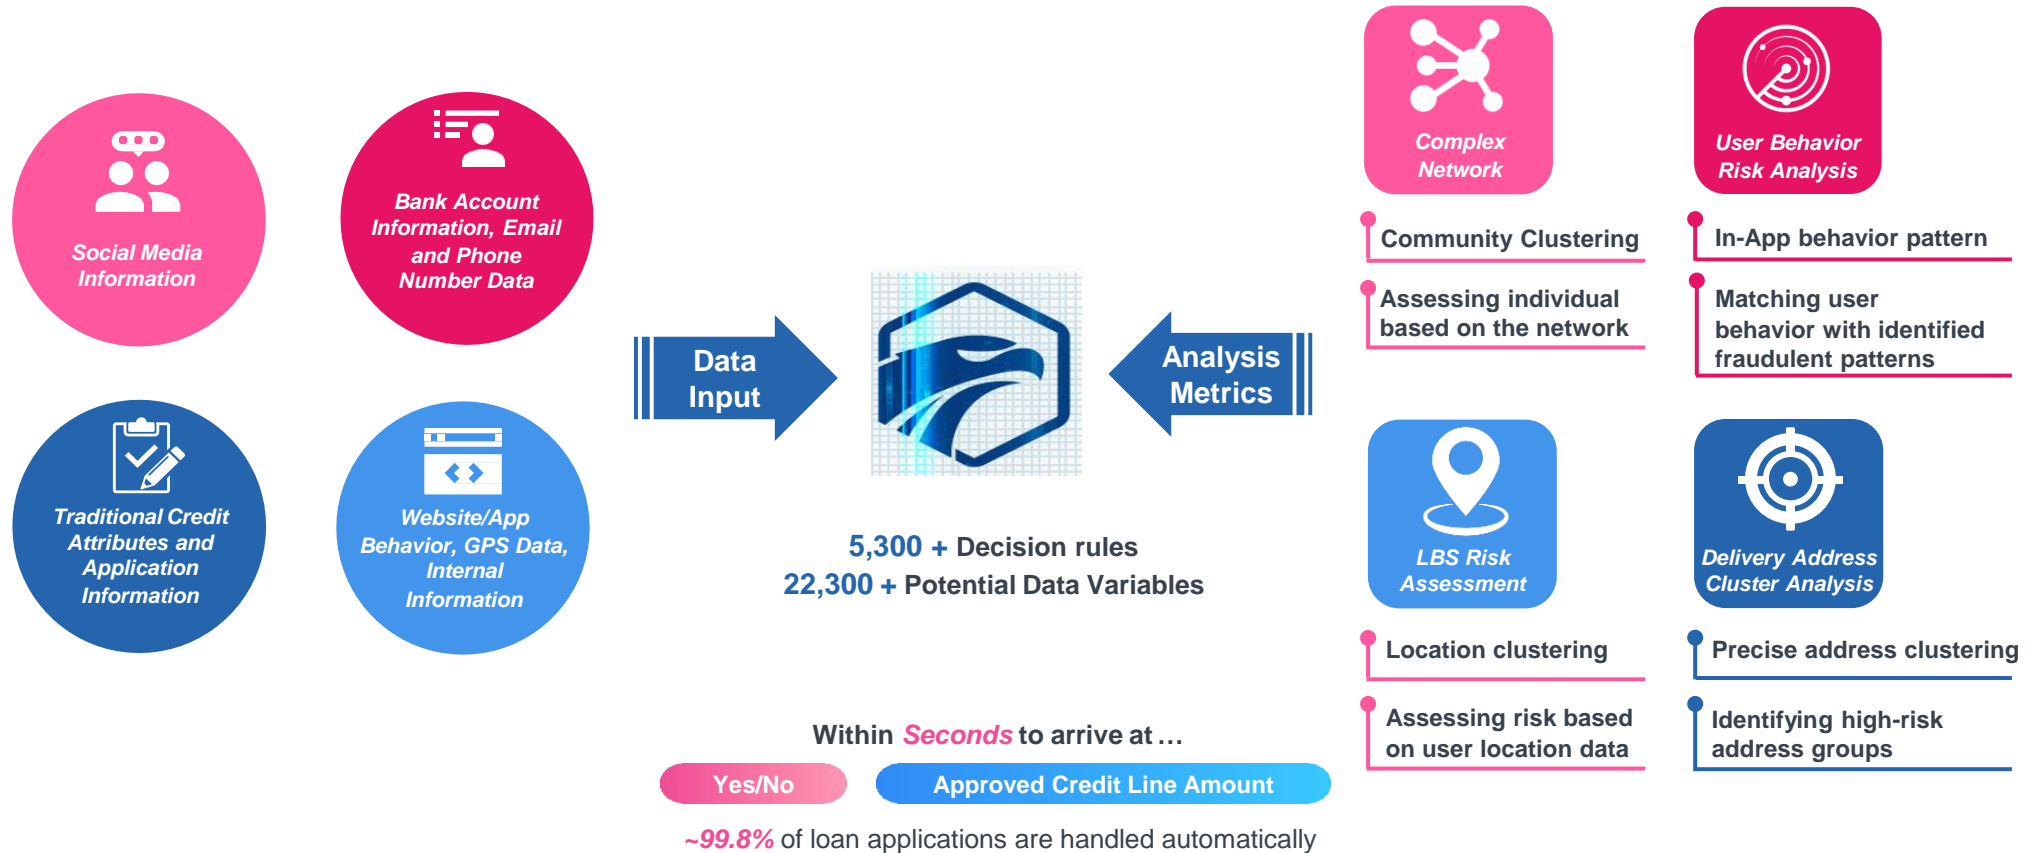 Social Media
Information
Bank Account
Information, Email
and Phone
Number Data
Traditional Credit
Attributes and
Application
Information
Website/App
Behavior, GPS Data,
Internal
Information
Data
Input
5,300 + Decision rules
22,300 + Potential Data Variables
Within Seconds to arrive at ...
Yes/No
Approved Credit Line Amount
~99.8% of loan applications are handled automatically
Analysis
Metrics
Complex
Network
Community Clustering
Assessing individual
based on the network
User Behavior
Risk Analysis
In-App behavior pattern
Matching user
behavior with identified
fraudulent patterns
LBS Risk
Assessment
Location clustering
Assessing risk based
on user location data
Delivery Address
Cluster Analysis
Precise address clustering
Identifying high-risk
address groups